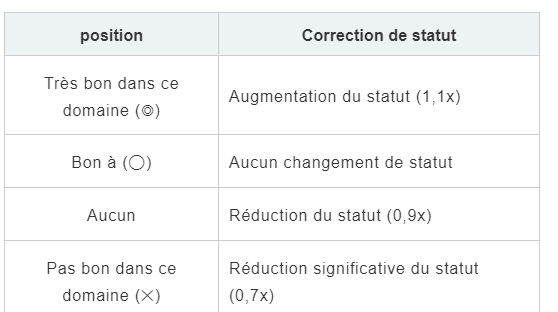 position
Correction de statut
Très bon dans ce
domaine (◎)
Augmentation du statut (1,1x)
Bon à (〇)
Aucun changement de statut
Aucun
Réduction du statut (0,9x)
Pas bon dans ce
domaine (×)
Réduction significative du statut
(0,7x)